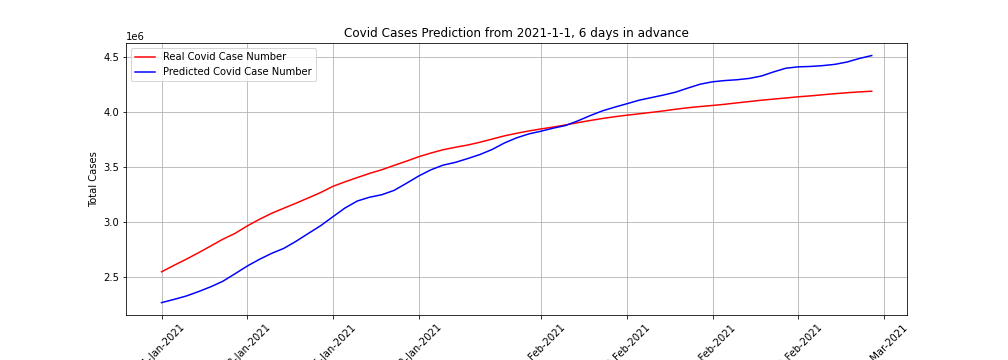 Covid Cases Prediction from 2021-1-1, 6 days in advance
1e6
Real Covid Case Number
Predicted Covid Case Number
4.5
4.0
3.5
3.0
2.5
Total Cases
-Jan-2021
-Jan-2021
-Jan-2021
-Jan-2021
Feb-2021
-Feb-2021
-Feb-2021
-Feb-2021
Mar-2021